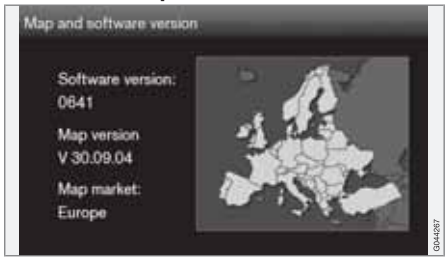 Map and software version
Software version:
0641
Map version
V 30.09.04
Map market:
Europe
G044267